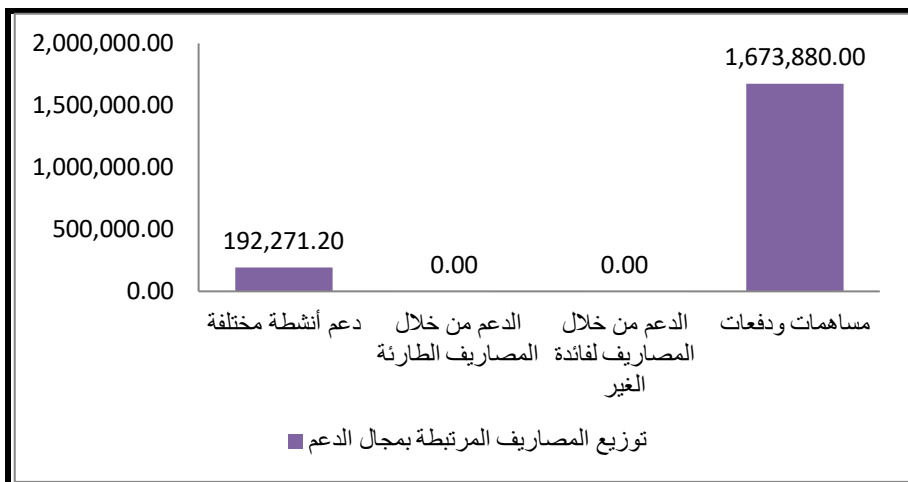 2,000,000.00
1,500,000.00
1,000,000.00
500,000.00
0.00
192,271.20
0.00
0.00
1,673,880.00
دعم أنشطة مختلفة
الدعم من خلال
المصاريف الطارئة
الدعم من خلال
المصاريف لفائدة
الغير
مساهمات ودفعات
توزيع المصاريف المرتبطة بمجال الدعم